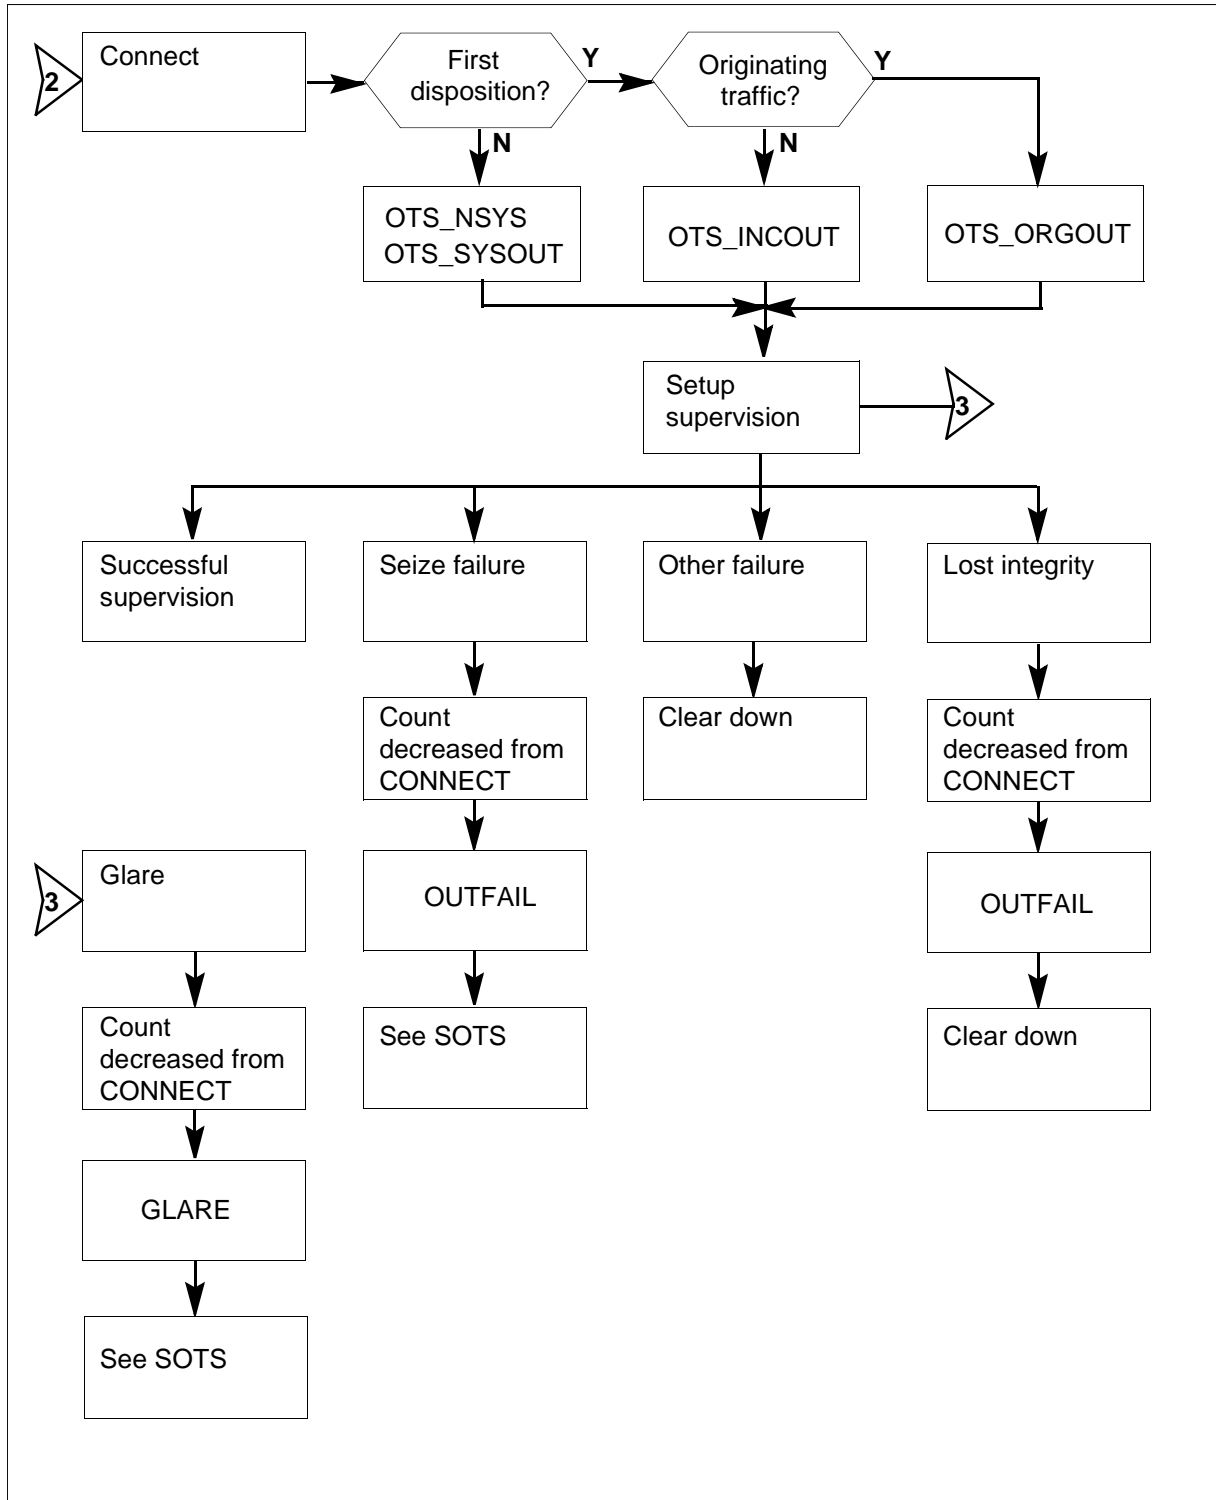 2
Connect
First
disposition?
Y
Originating
traffic?
Y
N
N
OTS_NSYS
OTS_SYSOUT
OTS_INCOUT
OTS_ORGOUT
Setup
supervision
3
Successful
supervision
Seize failure
Other failure
Lost integrity
Count
decreased from
CONNECT
Clear down
Count
decreased from
CONNECT
3
Glare
OUTFAIL
OUTFAIL
Count
decreased from
CONNECT
See SOTS
Clear down
GLARE
See SOTS